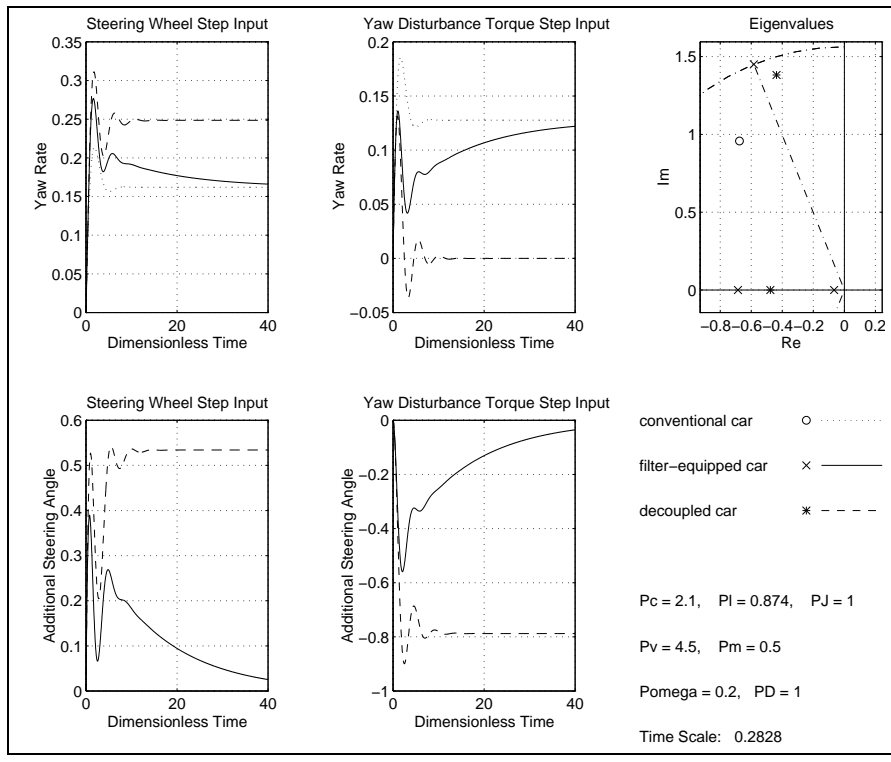 Steering Wheel Step Input
Yaw Rate
0.35
0.3
0.25
0.2
0.15
0.1
0.05
0
0 20 40
Dimensionless Time
Yaw Disturbance Torque Step Input
Yaw Rate
0.2
0.15
0.1
0.05
0
−0.05
0 20 40
Dimensionless Time
Eigenvalues
Im
1.5
1
0.5
0
−0.8−0.6−0.4−0.2 0 0.2
Re
Steering Wheel Step Input
Additional Steering Angle
0.6
0.5
0.4
0.3
0.2
0.1
0
0 20 40
Dimensionless Time
Yaw Disturbance Torque Step Input
Additional Steering Angle
0
−0.2
−0.4
−0.6
−0.8
−1
0 20 40
Dimensionless Time
conventional car
filter−equipped car
decoupled car
Pc = 2.1, Pl = 0.874, PJ = 1
Pv = 4.5, Pm = 0.5
Pomega = 0.2, PD = 1
Time Scale: 0.2828